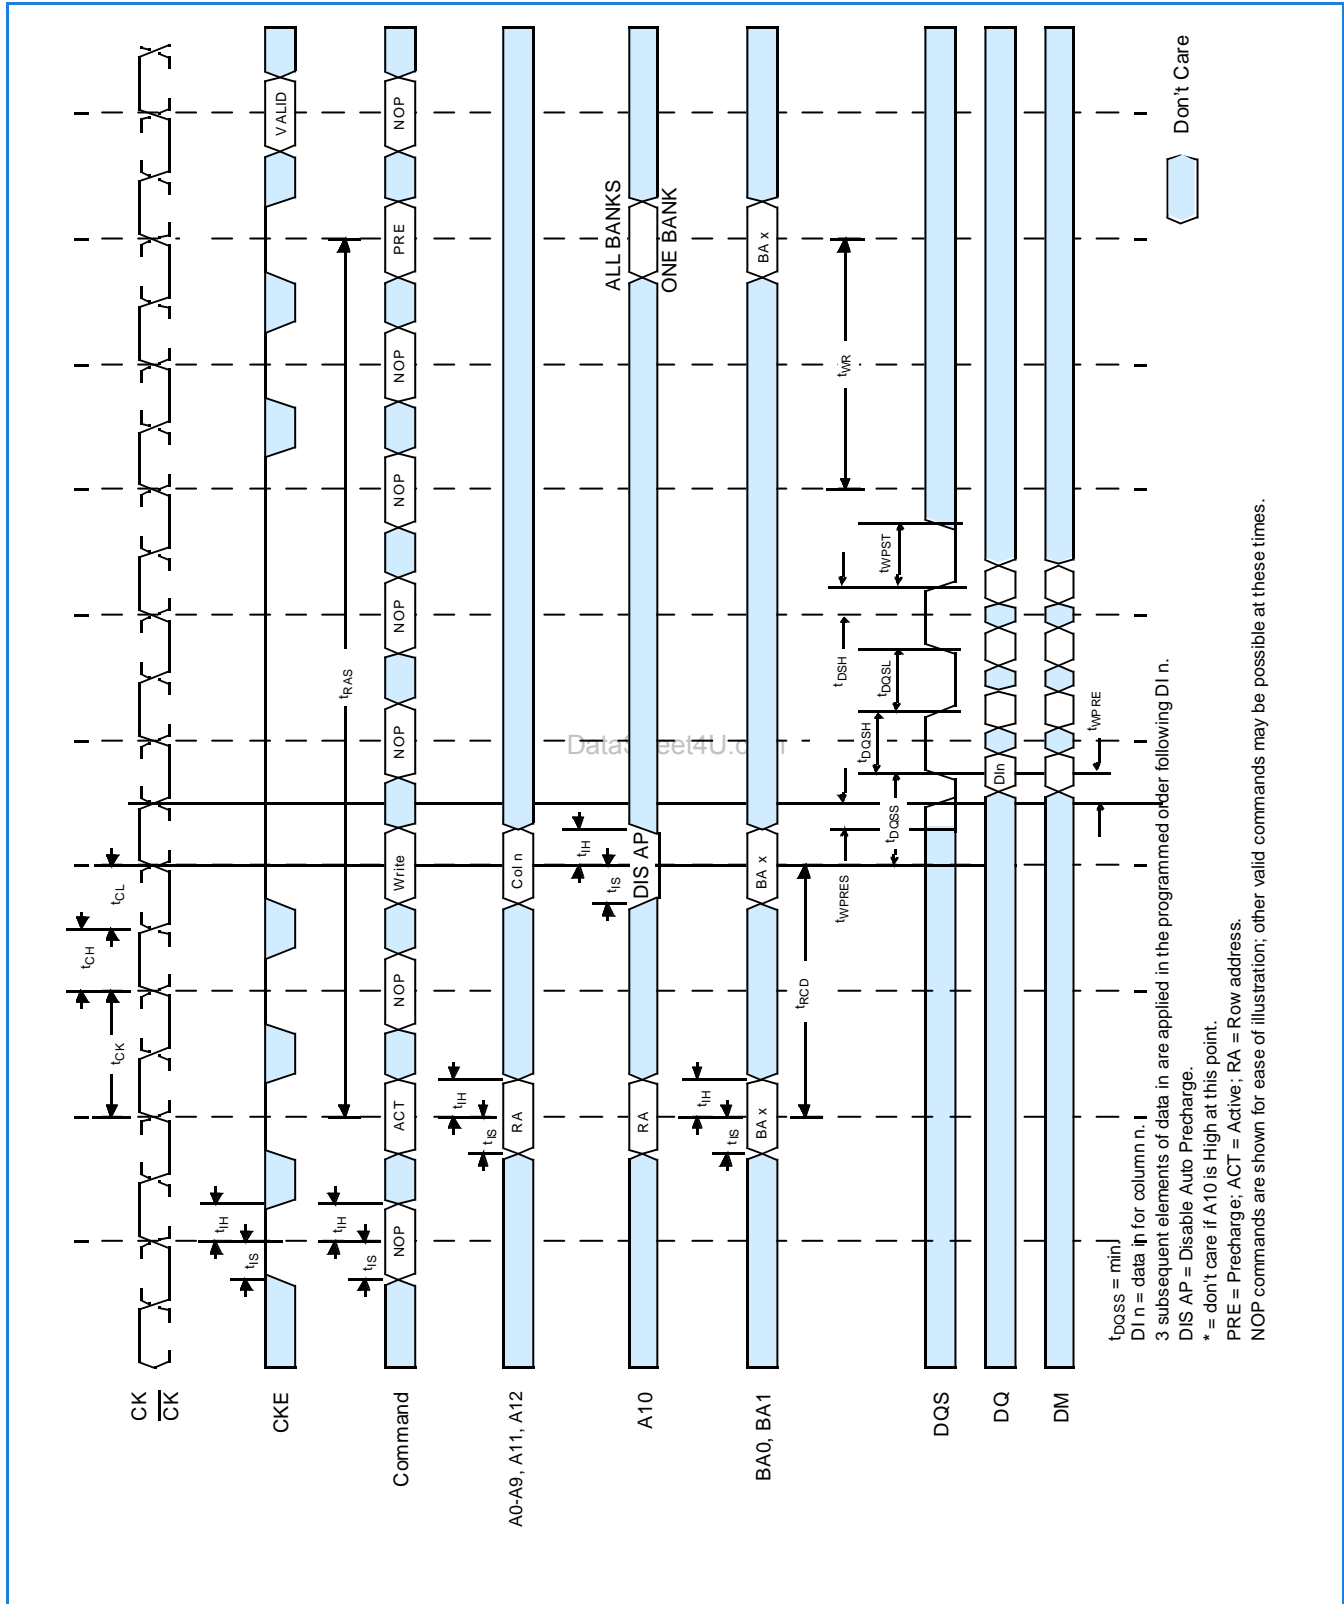 CK
CK
tCK
tCH
tCL
CKE
tIS
tIH
VALID
tRAS
Command
tIS
tIH
NOP
ACT
NOP
Write
NOP
NOP
NOP
NOP
PRE
NOP
A0-A9, A11, A12
tIS
tIH
RA
Col n
A10
RA
tIS
tIH
DIS AP
ALL BANKS
ONE BANK
BA0, BA1
tIS
tIH
BA x
BA x
BA x
tRCD
tWPRES
tDQSS
tDQSH
tDQSL
tDSH
tWPST
tWR
DQS
DQ
DIn
DM
tWPRE
DataSheet4U.com
Don't Care
tDQSS = min.
DI n = data in for column n.
3 subsequent elements of data in are applied in the programmed order following DI n.
DIS AP = Disable Auto Precharge.
* = don't care if A10 is High at this point.
PRE = Precharge; ACT = Active; RA = Row address.
NOP commands are shown for ease of illustration; other valid commands may be possible at these times.